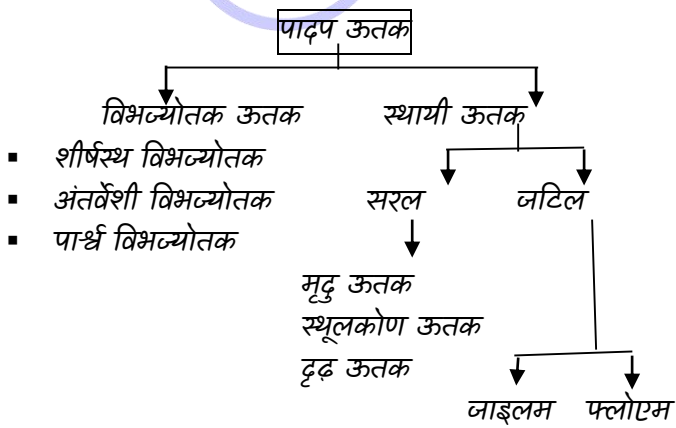 पादप ऊतक
विभज्योतक ऊतक स्थायी ऊतक
▪ शीर्षस्थ विभज्योतक
▪ अंतर्वेशी विभज्योतक सरल जटिल
▪ पार्श्व विभज्योतक
मृदु ऊतक
स्थूलकोण ऊतक
दृढ़ ऊतक
जाइलम फ्लोएम